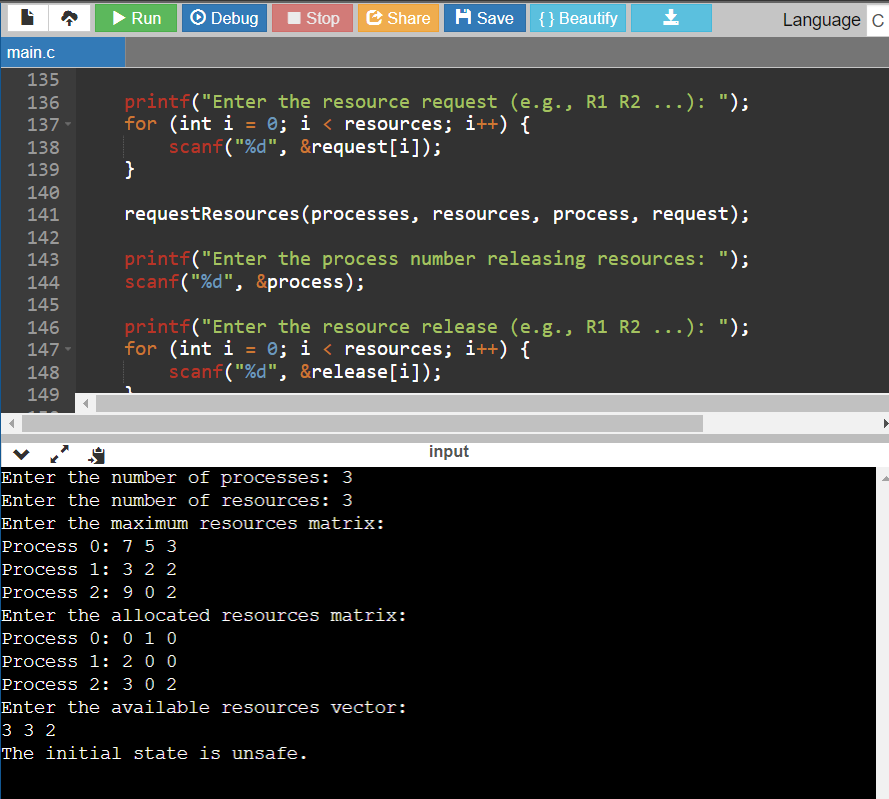 Run Debug Stop Share Save { } Beautify Language C
main.c
135
136 printf("Enter the resource request (e.g., R1 R2 ...): ");
137 for (int i = 0; i < resources; i++) {
138 scanf("%d", &request[i]);
139 }
140
141 requestResources(processes, resources, process, request);
142
143 printf("Enter the process number releasing resources: ");
144 scanf("%d", &process);
145
146 printf("Enter the resource release (e.g., R1 R2 ...): ");
147 for (int i = 0; i < resources; i++) {
148 scanf("%d", &release[i]);
149 }
input
Enter the number of processes: 3
Enter the number of resources: 3
Enter the maximum resources matrix:
Process 0: 7 5 3
Process 1: 3 2 2
Process 2: 9 0 2
Enter the allocated resources matrix:
Process 0: 0 1 0
Process 1: 2 0 0
Process 2: 3 0 2
Enter the available resources vector:
3 3 2
The initial state is unsafe.